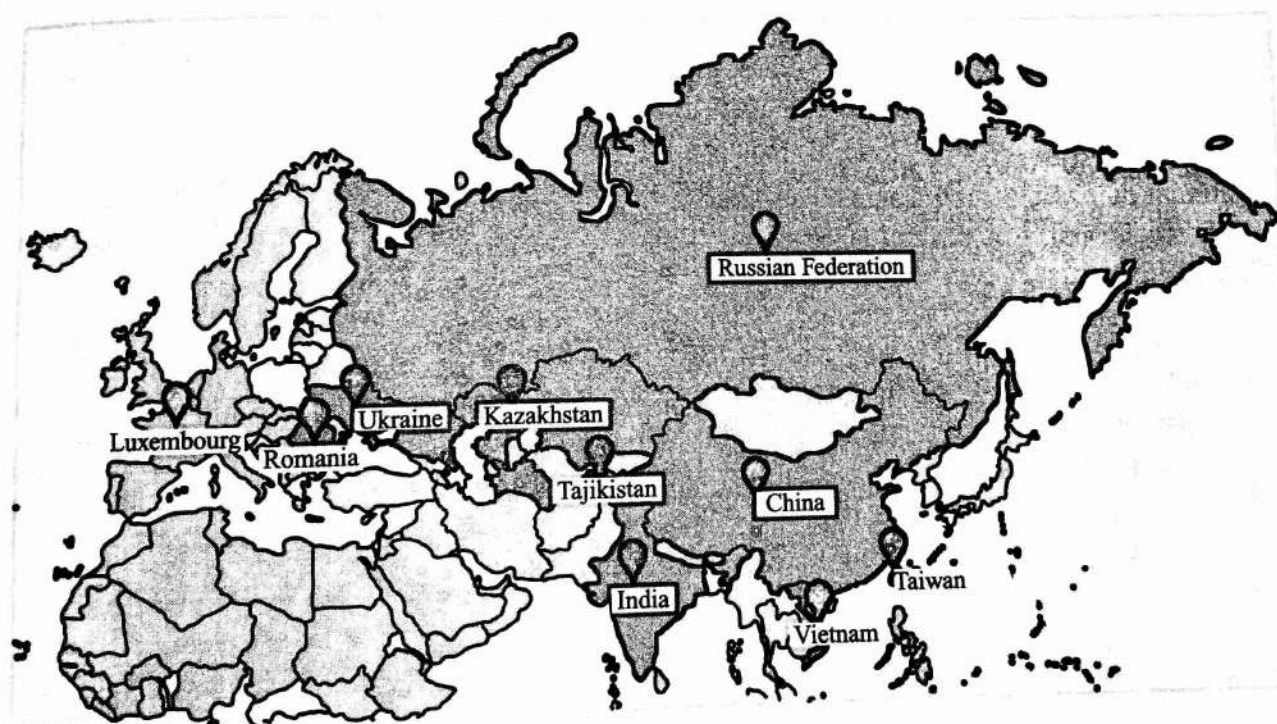 Russian Federation
Ukraine
Kazakhstan
Luxembourg
Romania
Tajikistan
China
Taiwan
India
Vietnam